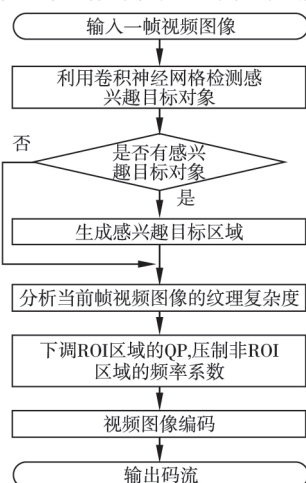 输入一帧视频图像
利用卷积神经网格检测感
兴趣目标对象
否
是否有感兴
趣目标对象
是
生成感兴趣目标区域
分析当前帧视频图像的纹理复杂度
下调ROI区域的QP,压制非ROI
区域的频率系数
视频图像编码
输出码流